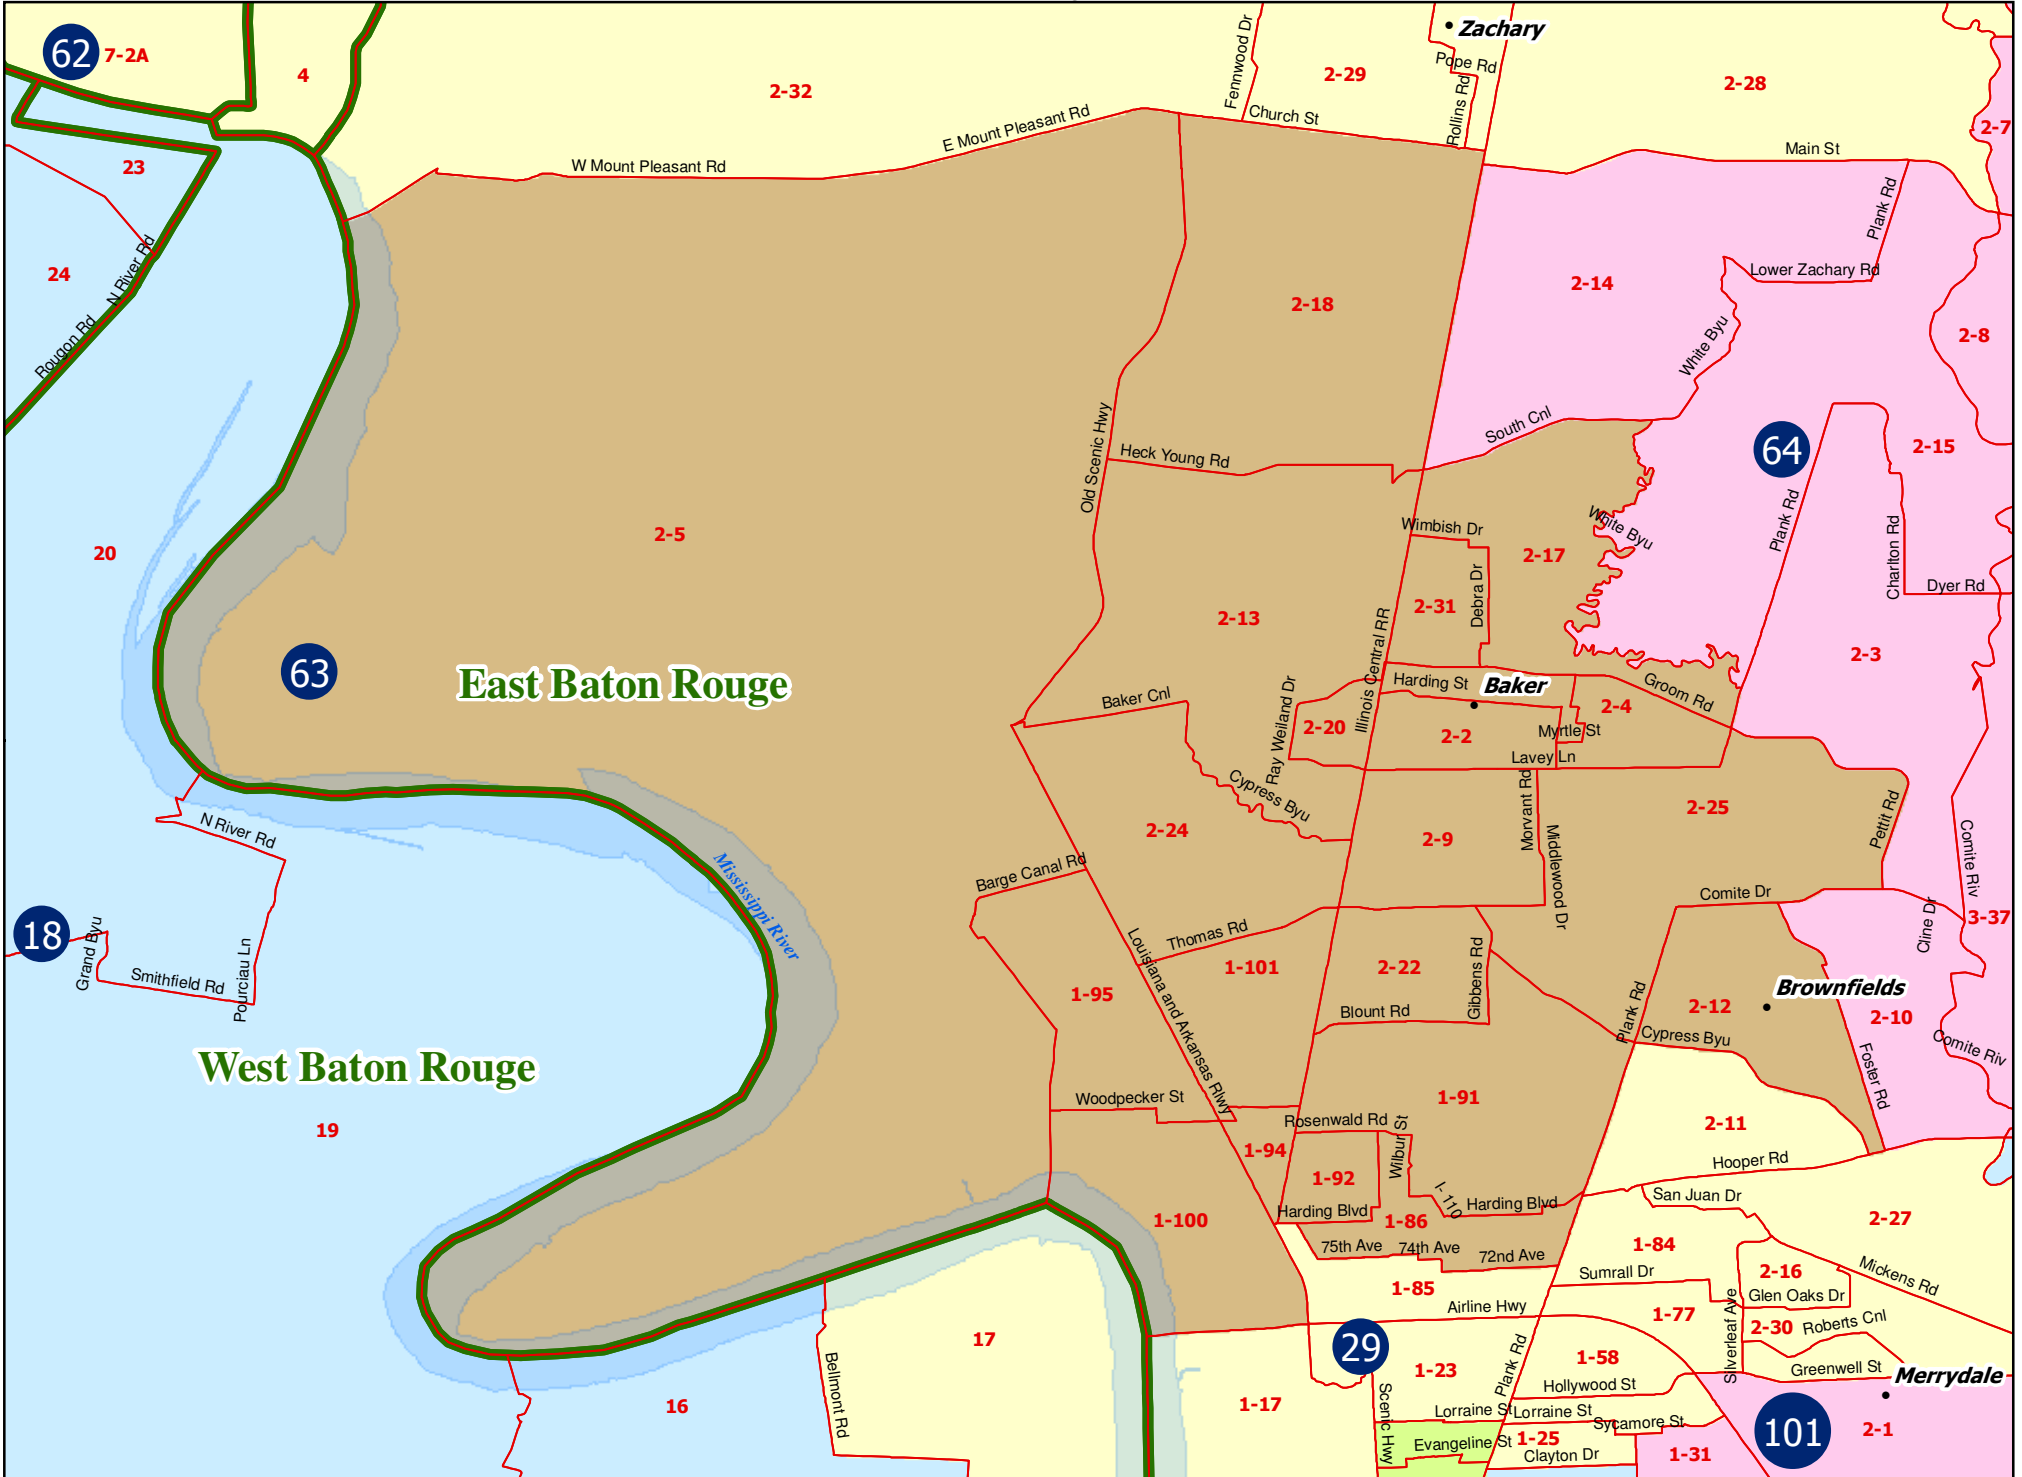 Zachary
62
7-2A
4
2-32
Fennwood Dr
2-29
Pope Rd
Rollins Rd
2-28
2-7
E Mount Pleasant Rd
Church St
W Mount Pleasant Rd
Main St
23
24
N River Rd
Rougon Rd
2-18
2-14
Plank Rd
Lower Zachary Rd
White Byu
2-8
Old Scenic Hwy
Heck Young Rd
South Cnl
64
2-15
20
2-5
Wimbish Dr
White Byu
2-17
Plank Rd
Charlton Rd
Dyer Rd
2-13
2-31
Debra Dr
Illinois Central RR
2-3
63
East Baton Rouge
Baker Cnl
Ray Weiland Dr
Harding St
Baker
Groom Rd
2-20
2-2
2-4
Myrtle St
Lavey Ln
Cypress Byu
2-24
2-9
Morvant Rd
Middlewood Dr
2-25
Pettit Rd
Comite Riv
N River Rd
Mississippi River
Barge Canal Rd
Comite Dr
18
Grand Byu
Smithfield Rd
Pourciau Ln
Louisiana and Arkansas Rlwy
Thomas Rd
1-101
2-22
Gibbens Rd
Cline Dr
3-37
1-95
Blount Rd
Plank Rd
2-12
Brownfields
2-10
Cypress Byu
Foster Rd
Comite Riv
West Baton Rouge
19
Woodpecker St
1-91
Rosenwald Rd
Wilbur St
1-94
1-92
2-11
Hooper Rd
1-100
Harding Blvd
1-86
I- 110
Harding Blvd
San Juan Dr
2-27
75th Ave
74th Ave
72nd Ave
1-84
Sumrall Dr
2-16
Mickens Rd
Glen Oaks Dr
1-85
Airline Hwy
1-77
Silverleaf Ave
2-30
Roberts Cnl
17
29
Bellmont Rd
1-23
Plank Rd
1-58
Greenwell St
Merrydale
16
1-17
Scenic Hwy
Hollywood St
Lorraine St
Lorraine St
Sycamore St
101
2-1
Evangeline St
1-25
Clayton Dr
1-31